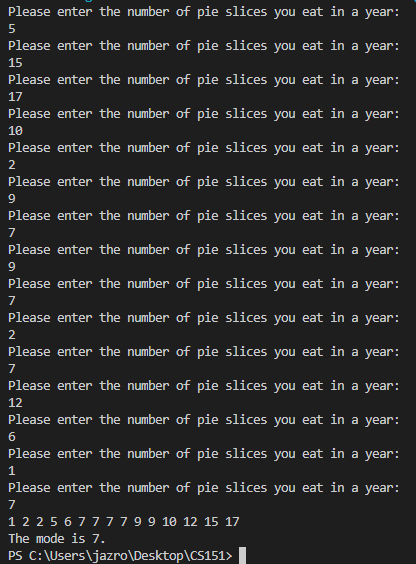 Please enter the number of pie slices you eat in a year:
5
Please enter the number of pie slices you eat in a year:
15
Please enter the number of pie slices you eat in a year:
17
Please enter the number of pie slices you eat in a year:
10
Please enter the number of pie slices you eat in a year:
2
Please enter the number of pie slices you eat in a year:
9
Please enter the number of pie slices you eat in a year:
7
Please enter the number of pie slices you eat in a year:
9
Please enter the number of pie slices you eat in a year:
7
Please enter the number of pie slices you eat in a year:
2
Please enter the number of pie slices you eat in a year:
7
Please enter the number of pie slices you eat in a year:
12
Please enter the number of pie slices you eat in a year:
6
Please enter the number of pie slices you eat in a year:
1
Please enter the number of pie slices you eat in a year:
7
1 2 2 5 6 7 7 7 7 9 9 10 12 15 17
The mode is 7.
PS C:\Users\jazro\Desktop\CS151>